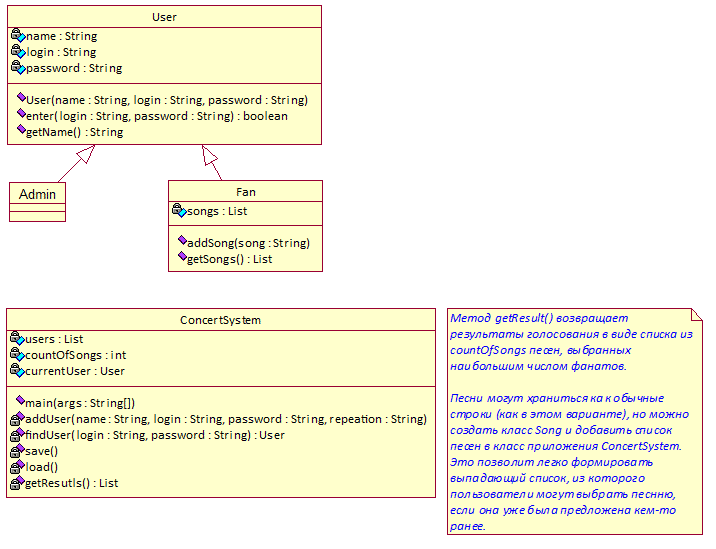 User
name : String
login : String
password : String
User(name : String, login : String, password : String)
enter(login : String, password : String) : boolean
getName() : String
Admin
Fan
songs : List
addSong(song : String)
getSongs() : List
ConcertSystem
users : List
countOfSongs : int
currentUser : User
main(args : String[])
addUser(name : String, login : String, password : String, repeation : String)
findUser(login : String, password : String) : User
save()
load()
getResutls() : List
Метод getResult() возвращает
результаты голосования в виде списка из
countOfSongs песен, выбранных
наибольшим числом фанатов.
Песни могут храниться как обычные
строки (как в этом варианте), но можно
создать класс Song и добавить список
песен в класс приложения ConcertSystem.
Это позволит легко формировать
выпадающий список, из которого
пользователи могут выбрать песнню,
если она уже была предложена кем-то
ранее.